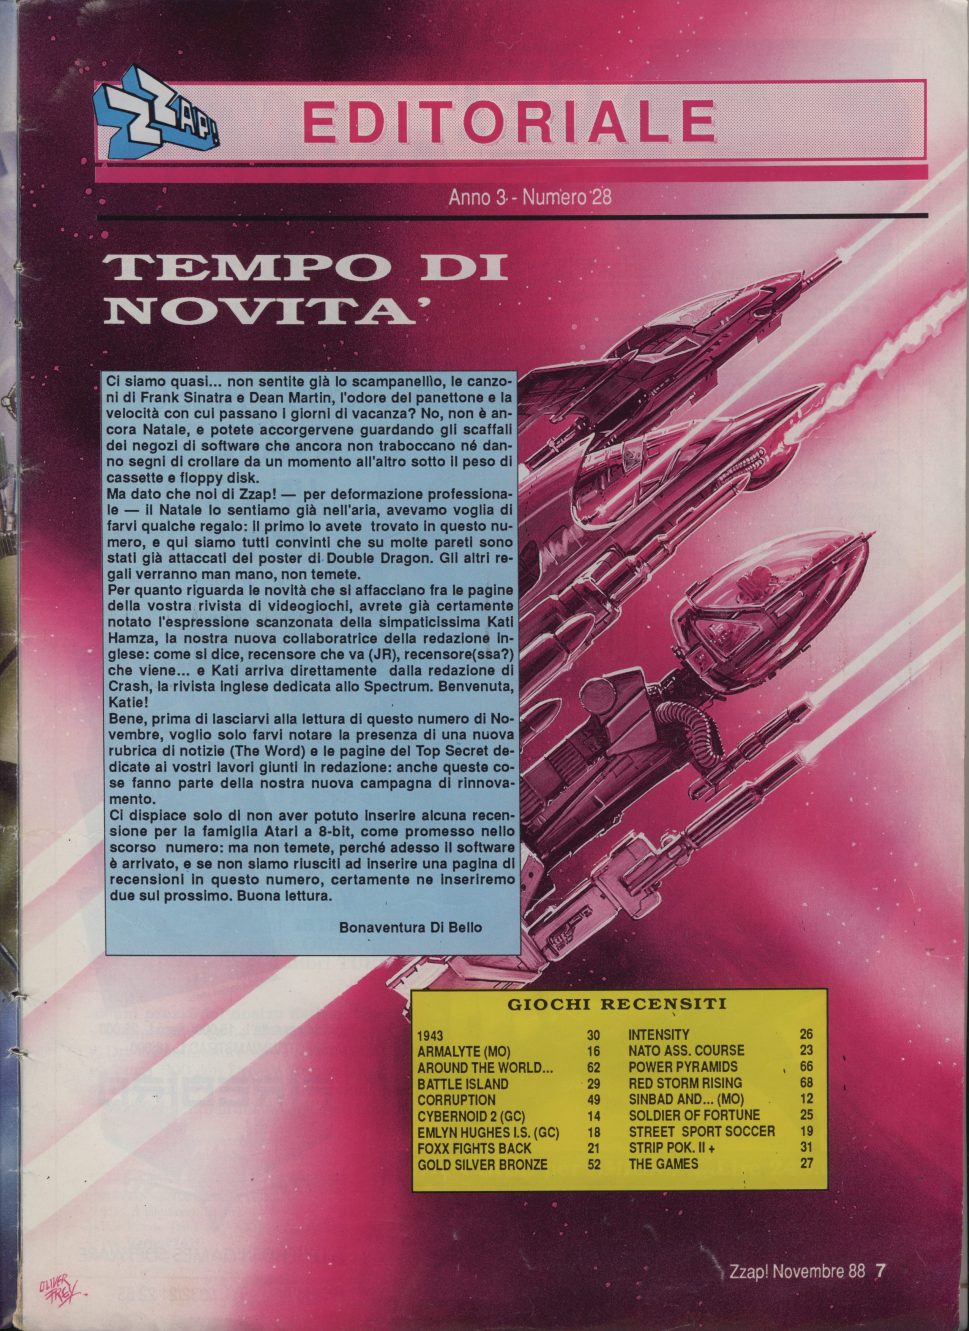 ZZAP!
EDITORIALE
Anno 3 - Numero 28
TEMPO DI
NOVITA'
Ci siamo quasi... non sentite già lo scampanellio, le canzo-
ni di Frank Sinatra e Dean Martin, l'odore del panettone e la
velocità con cui passano i giorni di vacanza? No, non è an-
cora Natale, e potete accorgervene guardando gli scaffali
dei negozi di software che ancora non traboccano né dan-
no segni di crollare da un momento all'altro sotto il peso di
cassette e floppy disk.
Ma dato che noi di Zzap! — per deformazione professiona-
le — il Natale lo sentiamo già nell'aria, avevamo voglia di
farvi qualche regalo: il primo lo avete trovato in questo nu-
mero, e qui siamo tutti convinti che su molte pareti sono
stati già attaccati dei poster di Double Dragon. Gli altri re-
gali verranno man mano, non temete.
Per quanto riguarda le novità che si affacciano fra le pagine
della vostra rivista di videogiochi, avrete già certamente
notato l'espressione scanzonata della simpaticissima Kati
Hamza, la nostra nuova collaboratrice della redazione in-
glese: come si dice, recensore che va (JR), recensore(ssa?)
che viene... e Kati arriva direttamente dalla redazione di
Crash, la rivista inglese dedicata allo Spectrum. Benvenuta,
Katie!
Bene, prima di lasciarvi alla lettura di questo numero di No-
vembre, voglio solo farvi notare la presenza di una nuova
rubrica di notizie (The Word) e le pagine del Top Secret de-
dicate ai vostri lavori giunti in redazione: anche queste co-
se fanno parte della nostra nuova campagna di rinnova-
mento.
Ci dispiace solo di non aver potuto inserire alcuna recen-
sione per la famiglia Atari a 8-bit, come promesso nello
scorso numero: ma non temete, perché adesso il software
è arrivato, e se non siamo riusciti ad inserire una pagina di
recensioni in questo numero, certamente ne inseriremo
due sul prossimo. Buona lettura.
Bonaventura Di Bello
GIOCHI RECENSITI
1943 30
ARMALYTE (MO) 16
AROUND THE WORLD... 62
BATTLE ISLAND 29
CORRUPTION 49
CYBERNOID 2 (GC) 14
EMLYN HUGHES I.S. (GC) 18
FOXX FIGHTS BACK 21
GOLD SILVER BRONZE 52
INTENSITY 26
NATO ASS. COURSE 23
POWER PYRAMIDS 66
RED STORM RISING 68
SINBAD AND... (MO) 12
SOLDIER OF FORTUNE 25
STREET SPORT SOCCER 19
STRIP POK. II + 31
THE GAMES 27
OLIVER
FREY
Zzap! Novembre 88 7